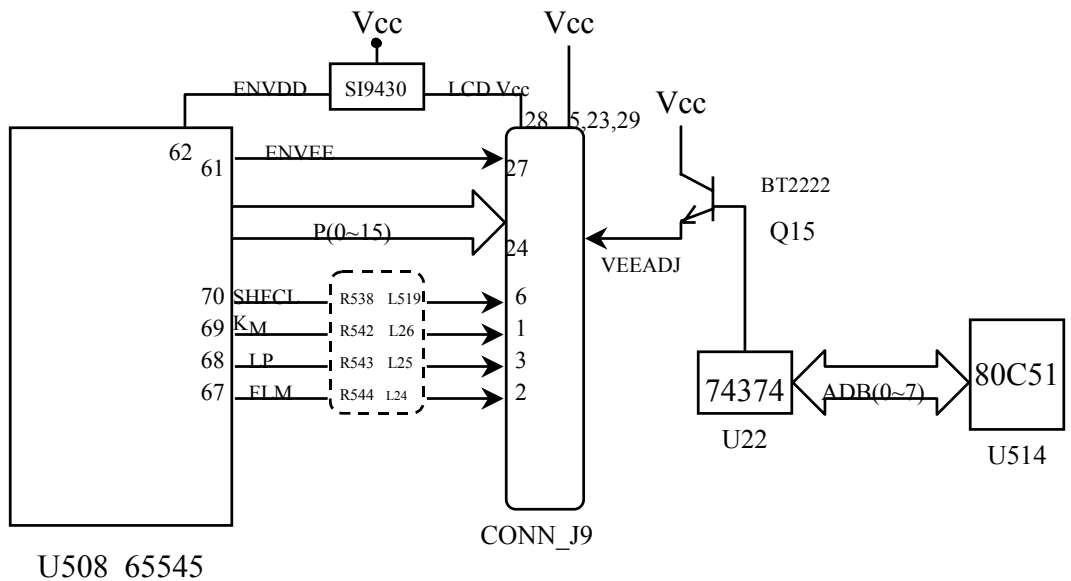 Vcc
Vcc
ENVDD
SI9430
LCD Vcc
28
5,23,29
Vcc
62
61
ENVEE
27
BT2222
Q15
P(0~15)
24
VEEADJ
70
SHFCL
K
R538
L519
6
69
M
R542
L26
1
68
LP
R543
L25
3
67
FLM
R544
L24
2
74374
ADB(0~7)
80C51
U22
U514
CONN_J9
U508 65545